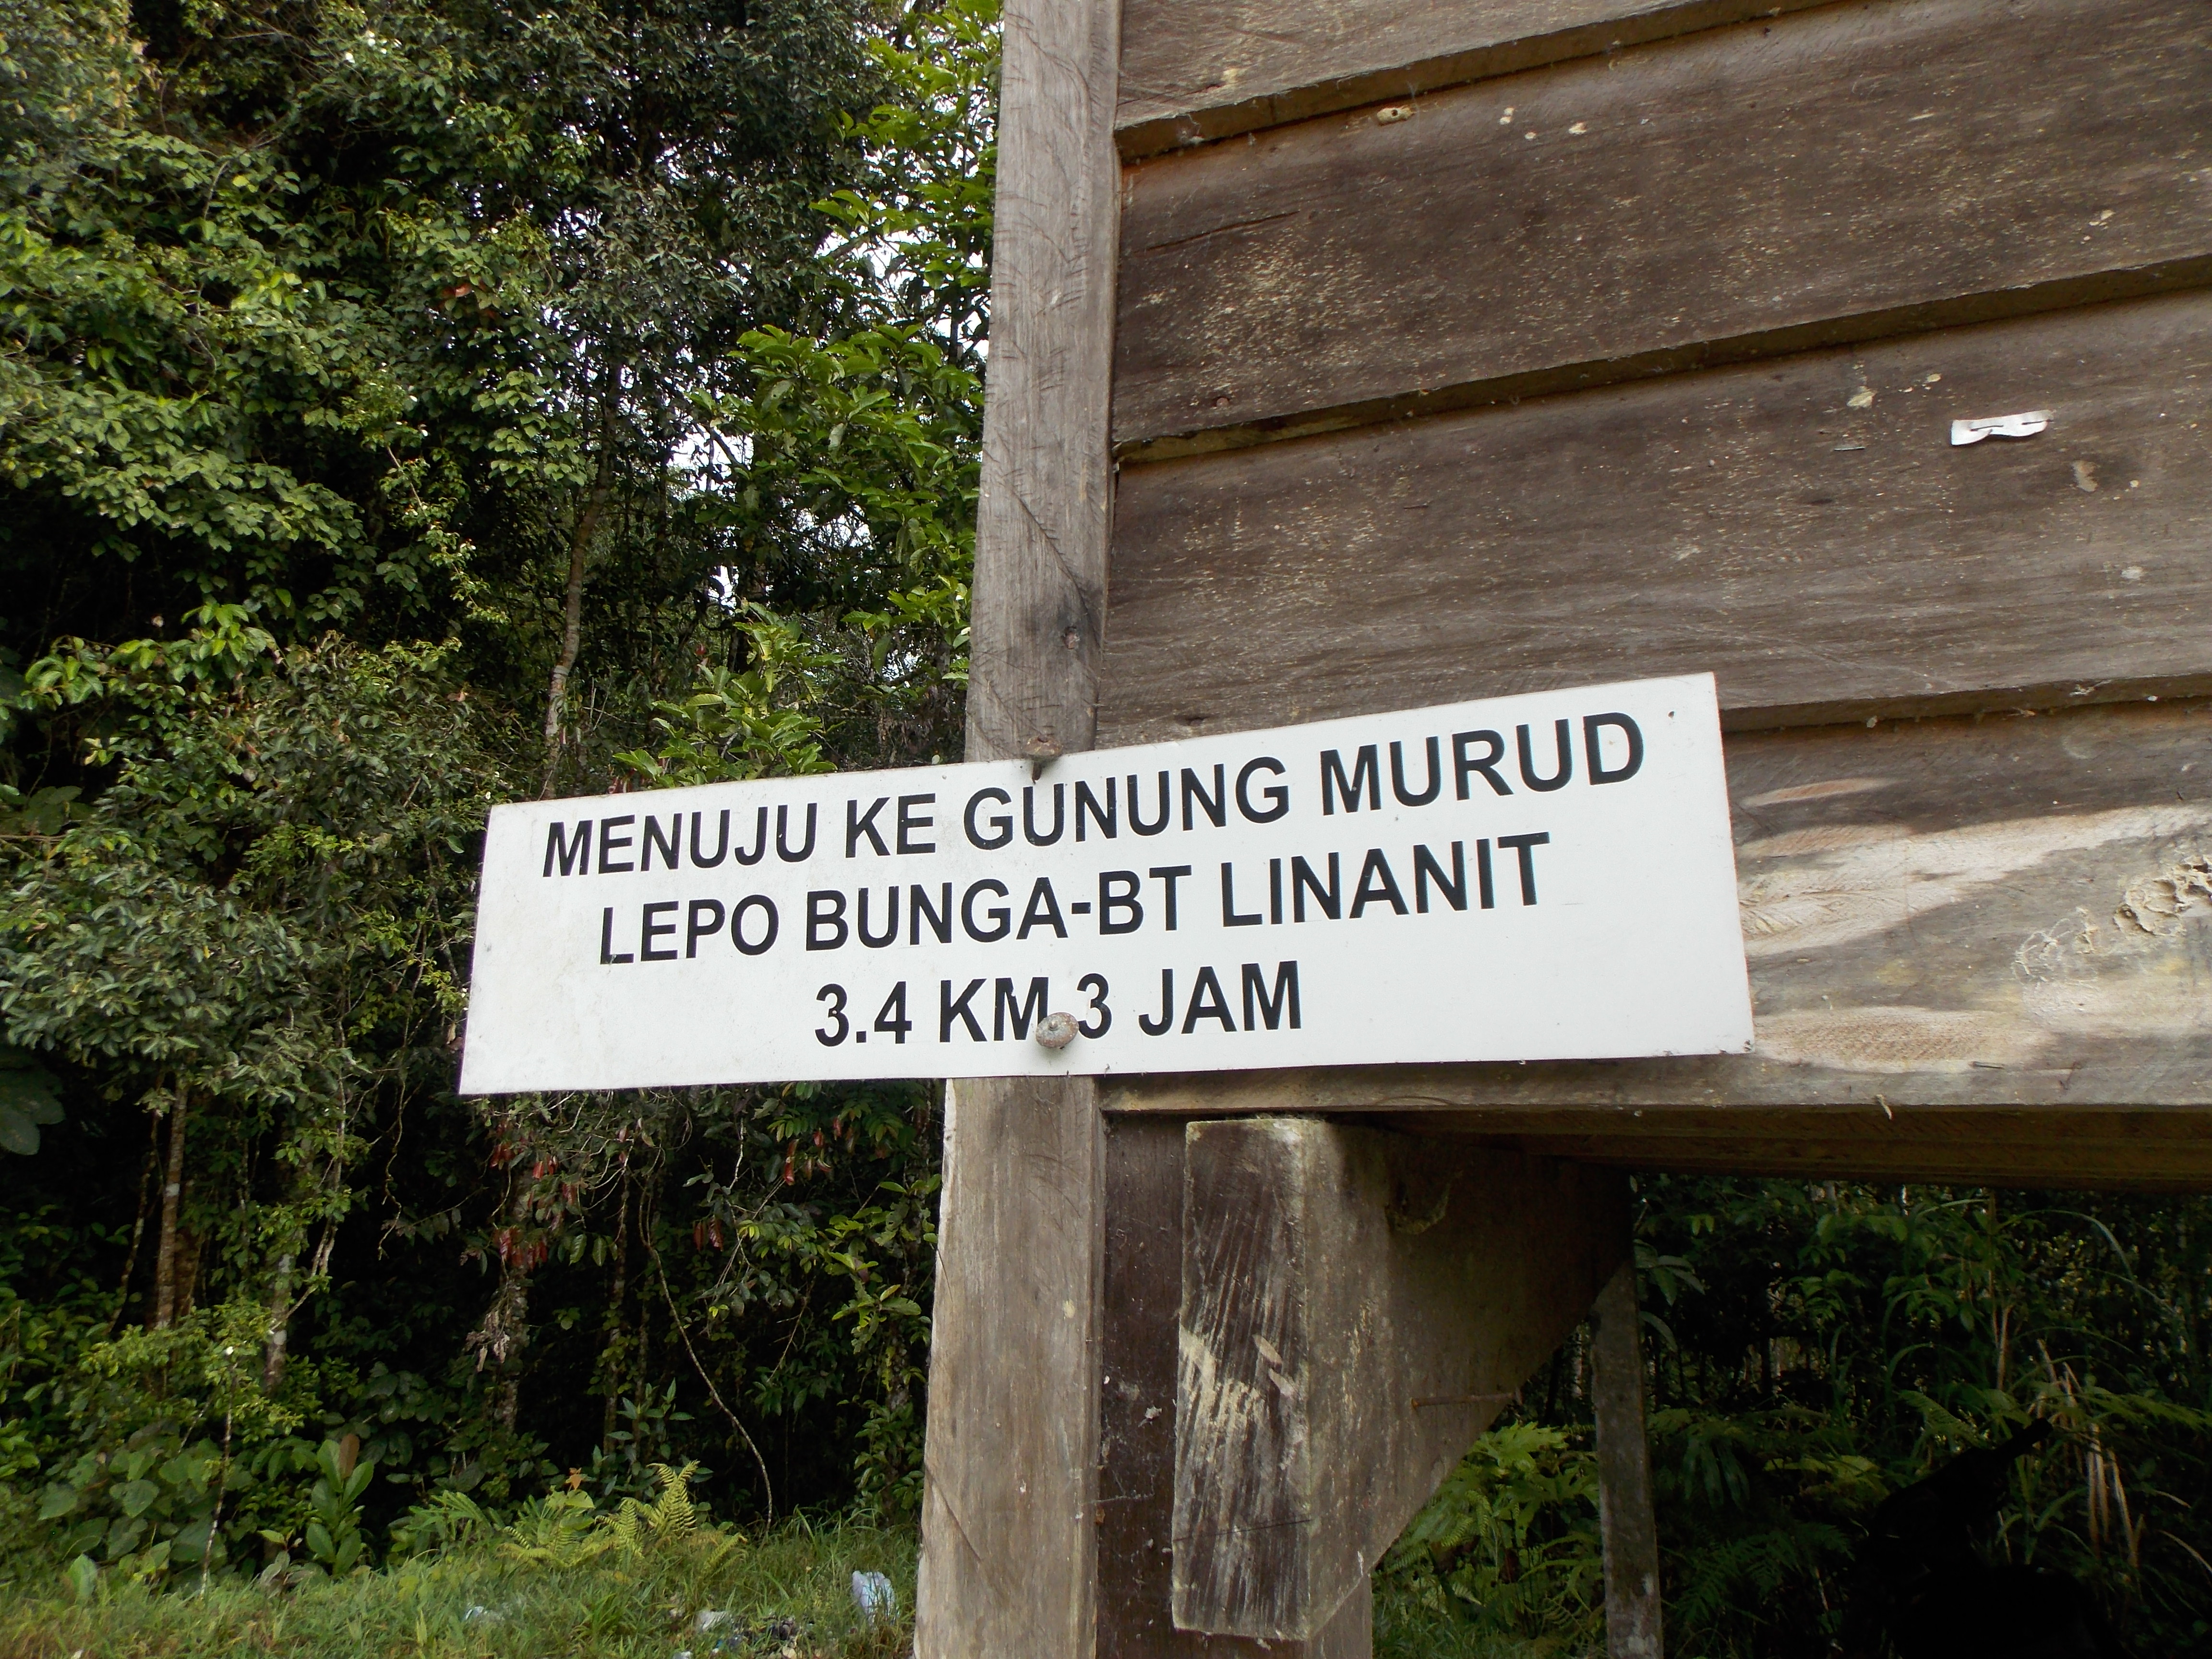 MENUJU KE GUNUNG MURUD
LEPO BUNGA-BT LINANIT
3.4 KM 3 JAM